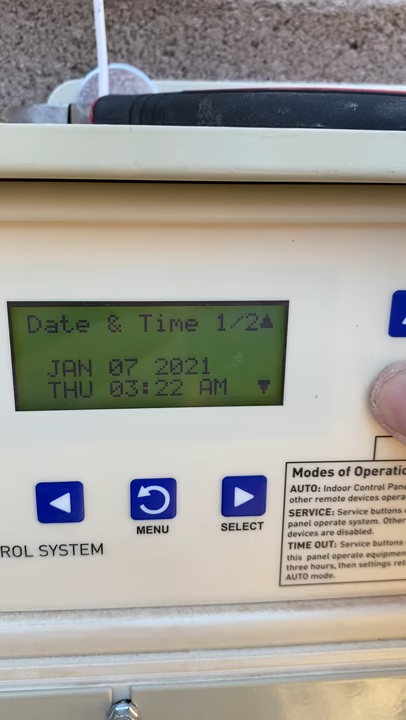 Date & Time 1/2
JAN 07 2021
THU 03:22 AM
MENU
SELECT
ROL SYSTEM
Modes of Operatio
AUTO: Indoor Control Pane
other remote devices opera
SERVICE: Service buttons
panel operate system. Other
devices are disabled.
TIME OUT: Service buttons
this panel operate equipmen
three hours, then settings ret
AUTO mode.